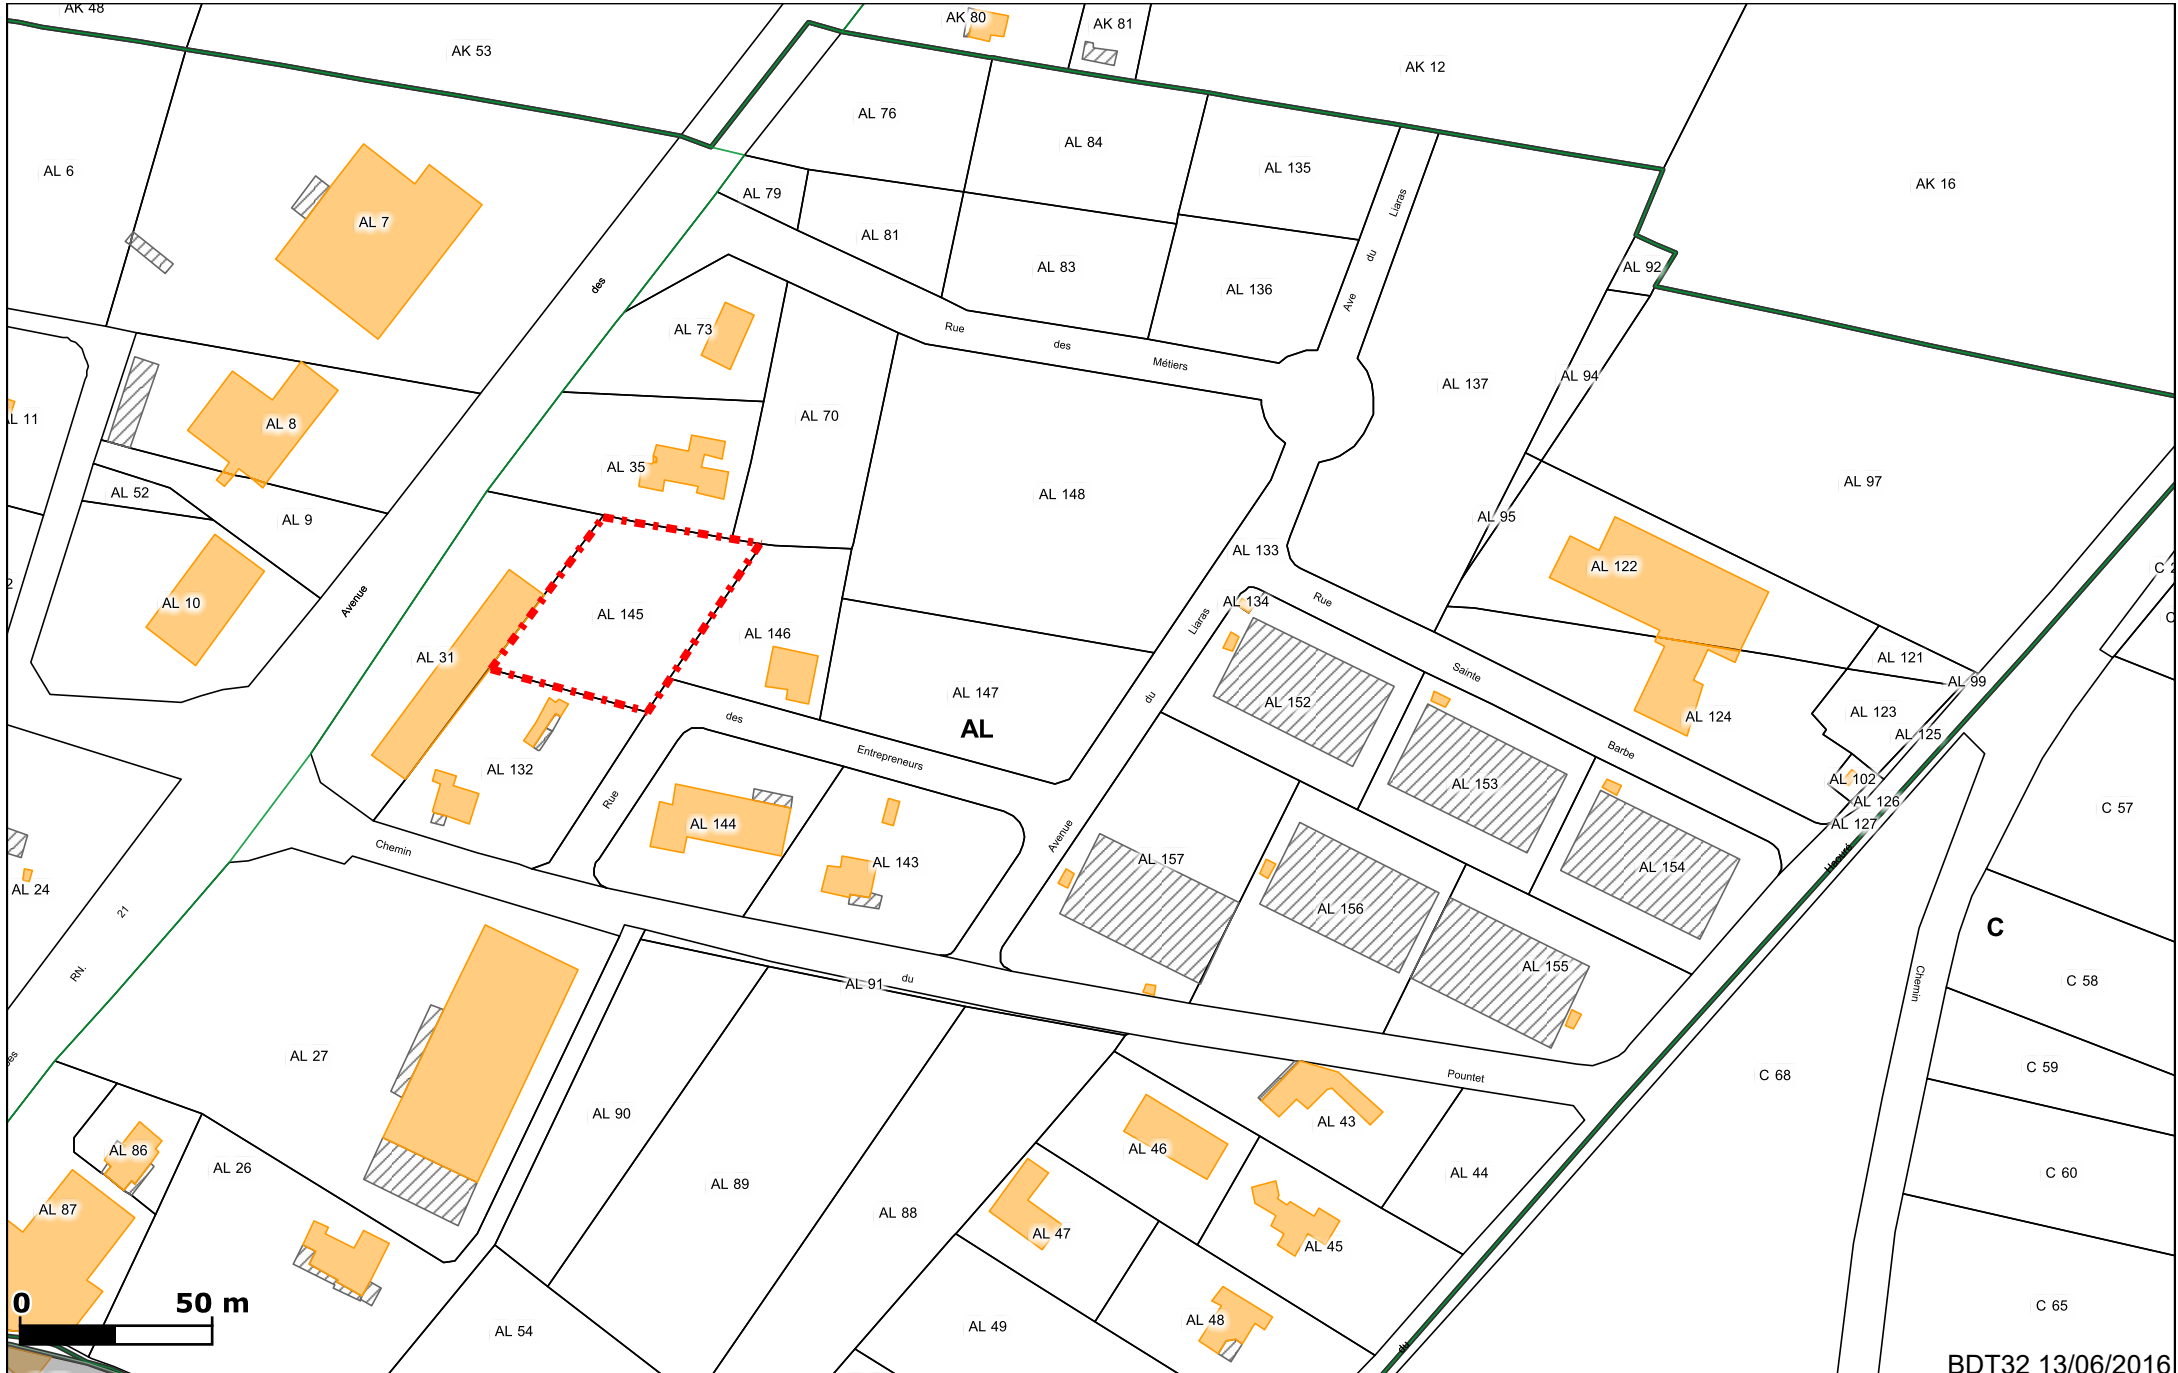 AK 48
AK 53
AK 80
AK 81
AK 12
AK 16
AL 6
AL 7
AL 76
AL 84
AL 135
AL 79
AL 81
AL 83
AL 136
Ave du Liaras
AL 92
des
AL 73
Rue des Métiers
AL 137
AL 94
AL 11
AL 8
AL 70
AL 35
AL 148
AL 97
AL 52
AL 9
AL 95
AL 133
AL 122
AL 10
Avenue
AL 145
AL 146
AL 134
Rue
AL 31
AL 121
AL 99
AL 147
Liaras
du
Sainte
AL 152
AL
des
AL 123
AL 124
AL 125
Entrepreneurs
Barbe
AL 132
AL 153
AL 102
AL 126
AL 127
C 57
Rue
AL 144
Chemin
Avenue
AL 143
AL 157
AL 154
AL 24
21
AL 156
C
RN.
AL 91
du
AL 155
Chemin
C 58
AL 27
Pountet
C 68
C 59
AL 90
AL 43
AL 86
AL 26
AL 46
AL 44
C 60
AL 89
AL 87
AL 88
AL 47
AL 45
0 50 m
AL 54
AL 49
AL 48
du
C 65
BDT32 13/06/2016